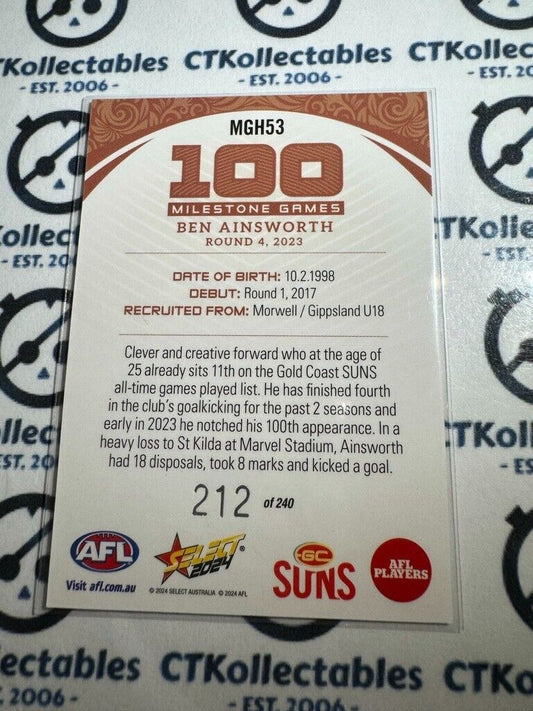 CTKollectables
- EST. 2006 -
MGH53
100
MILESTONE GAMES
BEN AINSWORTH
ROUND 4, 2023
DATE OF BIRTH: 10.2.1998
DEBUT: Round 1, 2017
RECRUITED FROM: Morwell / Gippsland U18
Clever and creative forward who at the age of
25 already sits 11th on the Gold Coast SUNS
all-time games played list. He has finished fourth
in the club's goalkicking for the past 2 seasons and
early in 2023 he notched his 100th appearance. In a
heavy loss to St Kilda at Marvel Stadium, Ainsworth
had 18 disposals, took 8 marks and kicked a goal.
212 of 240
AFL
Visit afl.com.au
SELECT
2024
© 2024 SELECT AUSTRALIA © 2024 AFL
GC
SUNS
AFL
PLAYERS
ectables CTKollectables
2006 - - EST. 2006 -